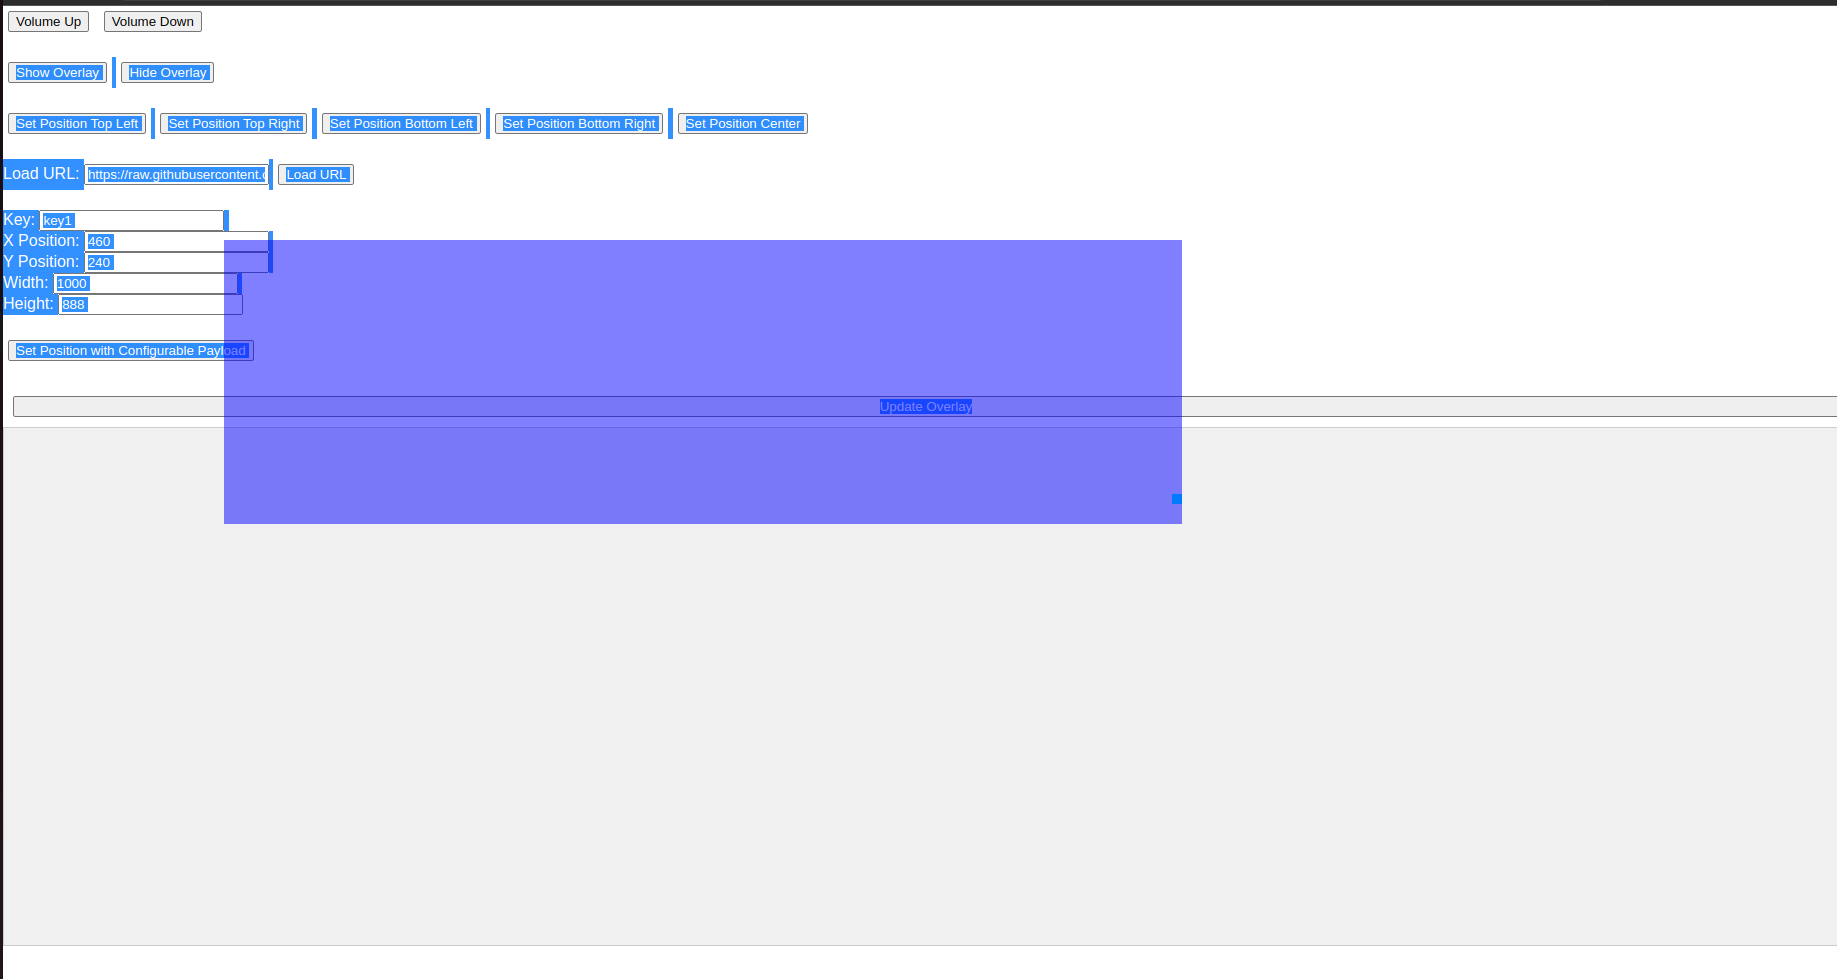 Volume Up Volume Down
Show Overlay Hide Overlay
Set Position Top Left Set Position Top Right Set Position Bottom Left Set Position Bottom Right Set Position Center
Load URL: https://raw.githubusercontent.c Load URL
Key: key1
X Position: 460
Y Position: 240
Width: 1000
Height: 888
Set Position with Configurable Payload
Update Overlay